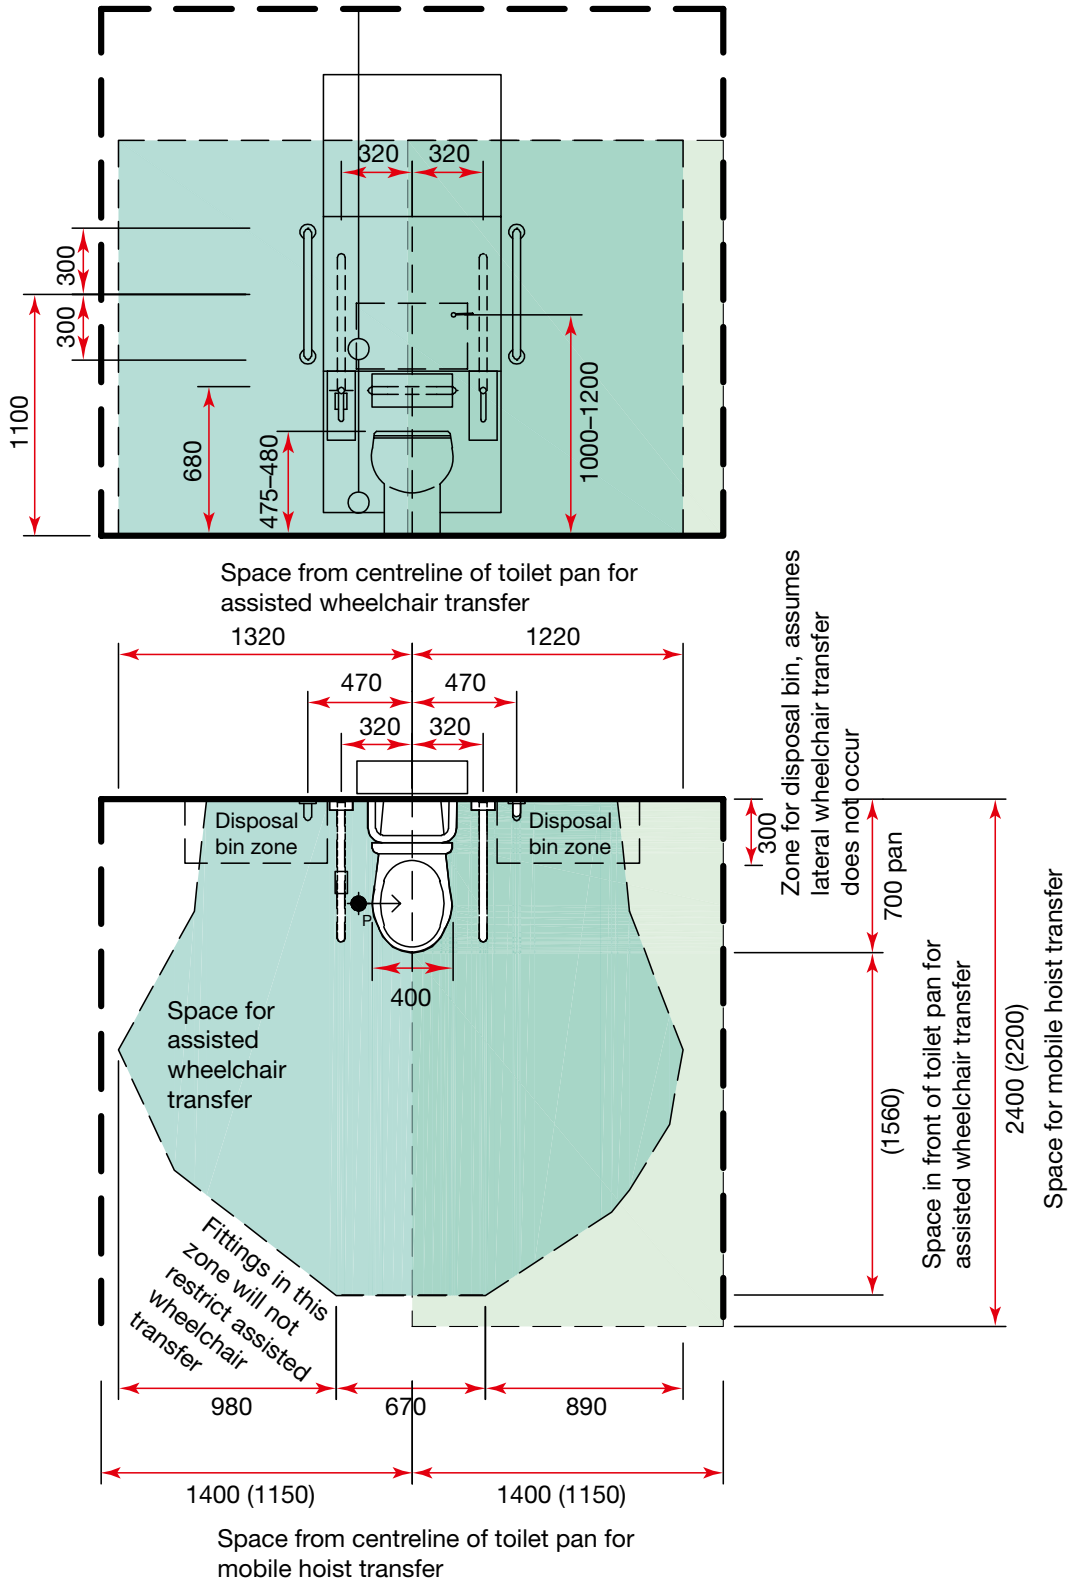 320
320
300
300
1100
680
475–480
1000–1200
Space from centreline of toilet pan for
assisted wheelchair transfer
1320
1220
470
470
320
320
Zone for disposal bin, assumes
lateral wheelchair transfer
does not occur
Disposal
bin zone
Disposal
bin zone
300
700 pan
P
400
Space for
assisted
wheelchair
transfer
(1560)
Space in front of toilet pan for
assisted wheelchair transfer
2400 (2200)
Space for mobile hoist transfer
Fittings in this
zone will not
restrict assisted
wheelchair
transfer
980
670
890
1400 (1150)
1400 (1150)
Space from centreline of toilet pan for
mobile hoist transfer